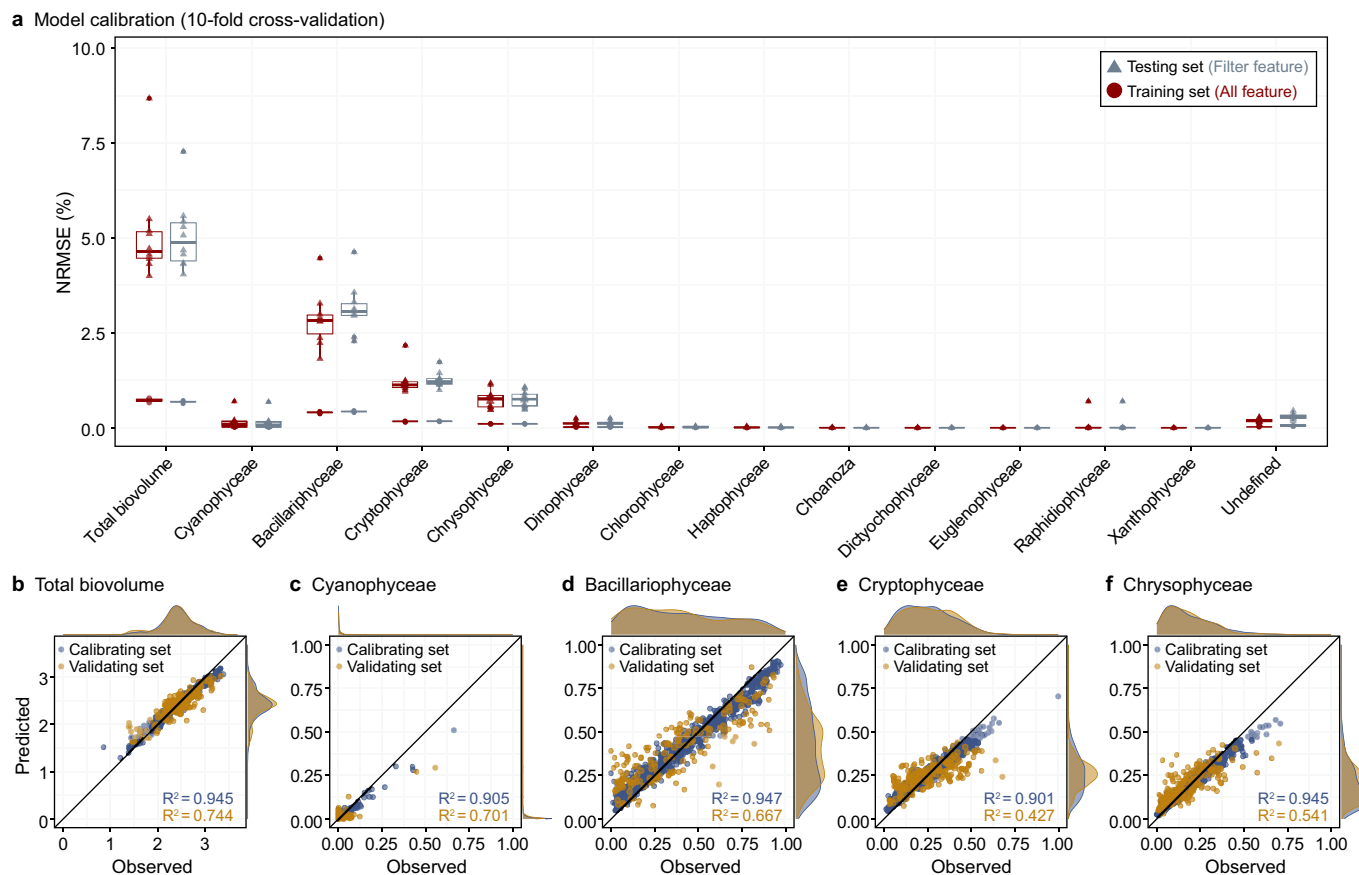 a Model calibration (10-fold cross-validation)
10.0
7.5
5.0
2.5
0.0
NRMSE (%)
Testing set (Filter feature)
Training set (All feature)
Total biovolume
Cyanophyceae
Bacillariphyceae
Cryptophyceae
Chrysophyceae
Dinophyceae
Chlorophyceae
Haptophyceae
Choanoza
Dictyochophyceae
Euglenophyceae
Raphidiophyceae
Xanthophyceae
Undefined
b Total biovolume
Calibrating set
Validating set
3
2
1
0
Predicted
R² = 0.945
R² = 0.744
0 1 2 3
Observed
c Cyanophyceae
Calibrating set
Validating set
1.00
0.75
0.50
0.25
0.00
R² = 0.905
R² = 0.701
0.00 0.25 0.50 0.75 1.00
Observed
d Bacillariophyceae
Calibrating set
Validating set
1.00
0.75
0.50
0.25
0.00
R² = 0.947
R² = 0.667
0.00 0.25 0.50 0.75 1.00
Observed
e Cryptophyceae
Calibrating set
Validating set
1.00
0.75
0.50
0.25
0.00
R² = 0.901
R² = 0.427
0.00 0.25 0.50 0.75 1.00
Observed
f Chrysophyceae
Calibrating set
Validating set
1.00
0.75
0.50
0.25
0.00
R² = 0.945
R² = 0.541
0.00 0.25 0.50 0.75 1.00
Observed